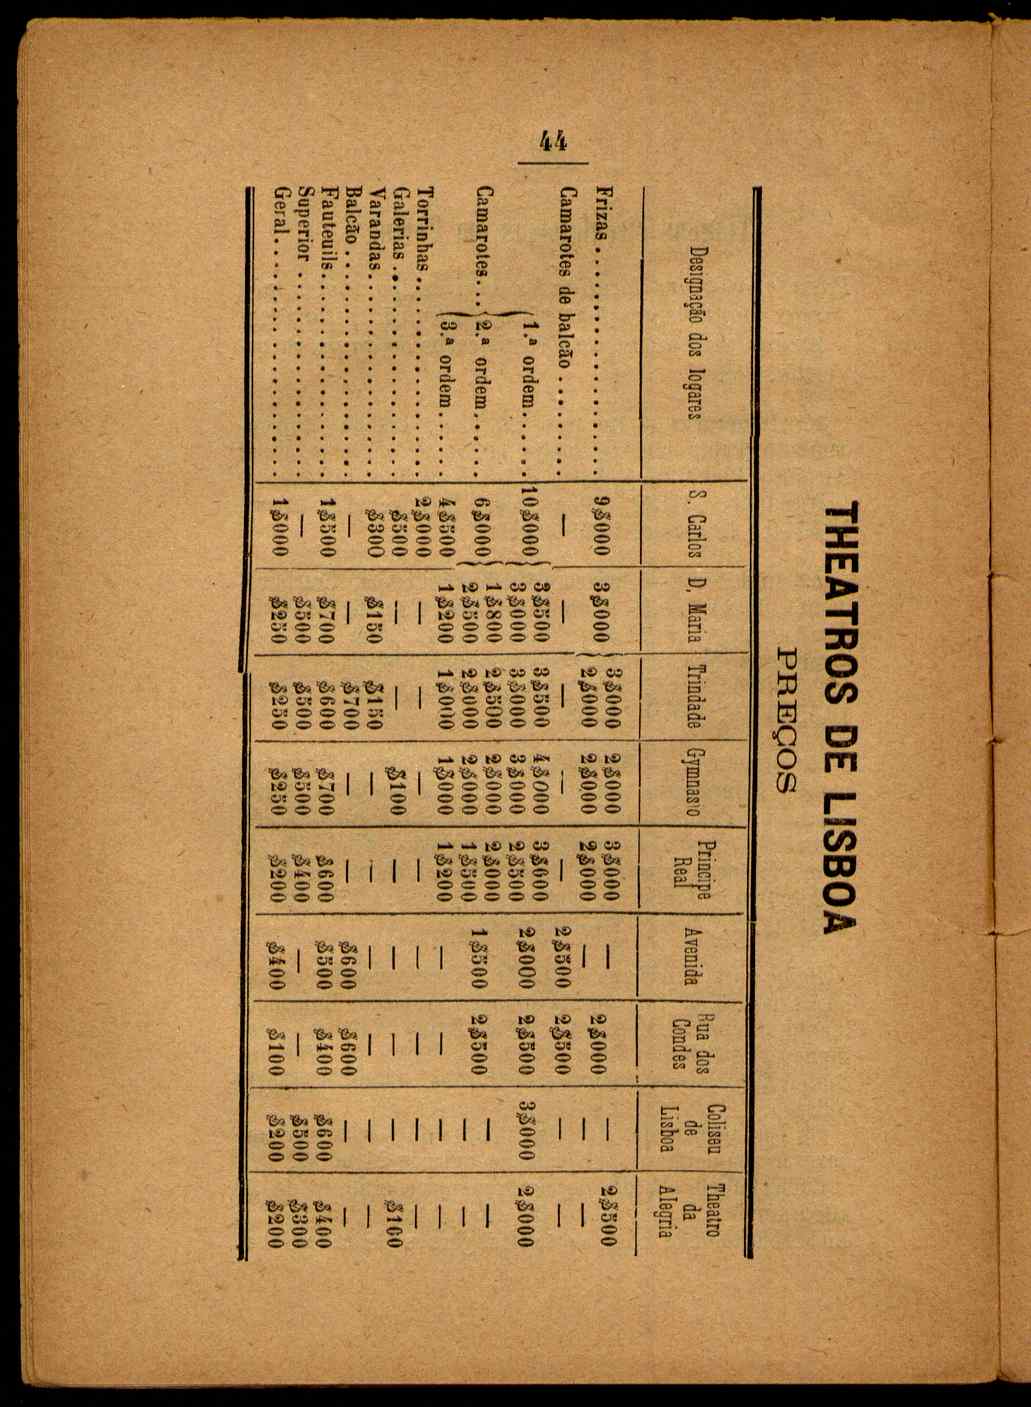 44
THEATROS DE LISBOA
PREÇOS
Designação dos logares S. Carlos D. Maria Trindade Gymnasio Principe Real Avenida Rua dos Condes Coliseu de Lisboa Theatro da Alegria
Frizas 9$000 3$000 3$000 2$000 3$000 — 2$000 — 2$500
2$000 2$000 2$000 — —
Camarotes de balcão — — — — — 2$500 2$500 — —
1.ª ordem 10$000 3$500 3$500 4$000 3$600 2$000 2$500 3$000 2$000
3$000 3$000 3$000 2$500
Camarotes 2.ª ordem 6$000 1$800 2$500 2$000 2$000 1$500 2$500 — —
2$500 2$000 2$000 1$500 — —
3.ª ordem 4$500 1$200 1$000 1$000 1$200 — — — —
Torrinhas 2$000 — — — — — — — —
Galerias $500 — — $100 — — — — $100
Varandas $300 $150 $150 — — — — — —
Balcão — — $700 — — $600 $600 — —
Fauteuils 1$500 $700 $600 $700 $600 $500 $400 $600 $400
Superior — $500 $500 $500 $400 — — $500 $300
Geral 1$000 $250 $250 $250 $200 $400 $100 $200 $200